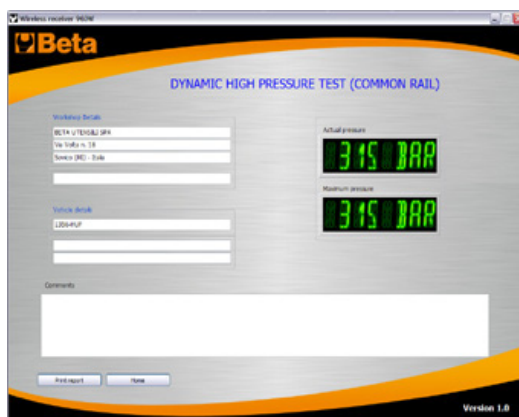 Wireless receiver 960W
Beta
DYNAMIC HIGH PRESSURE TEST (COMMON RAIL)
Workshop details
BETA UTENSILI SPA
Via Volta n. 18
Sovico (MI) - Italy
Actual pressure
315 BAR
Maximum pressure
315 BAR
Vehicle details
Comments
Print report
Home
Version 1.0